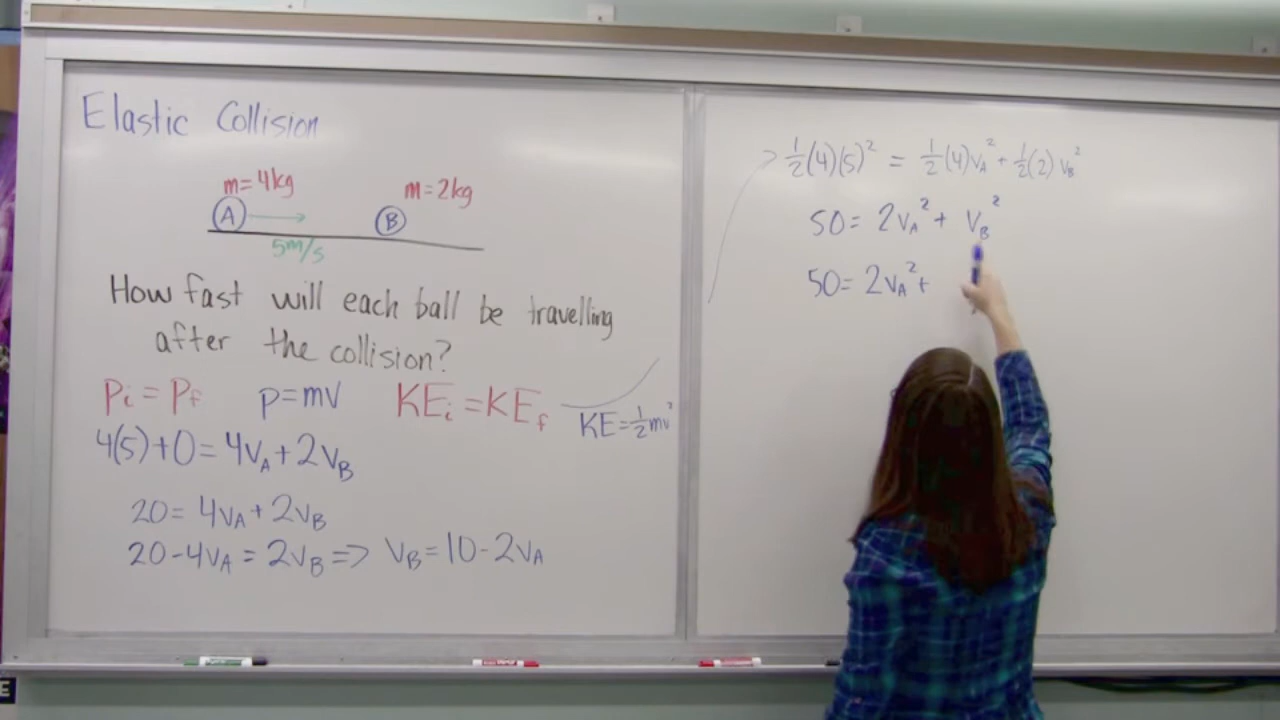 Elastic Collision
m=4kg
m=2kg
A
B
5m/s
How fast will each ball be travelling
after the collision?
Pi = Pf
p=mv
KEi = KEf
KE=½mv²
4(5)+0=4vA+2vB
20= 4vA+2vB
20-4vA = 2vB => vB=10-2vA
½(4)(5)² = ½(4)vA²+½(2)vB²
50= 2vA²+ vB²
50= 2vA²+
E